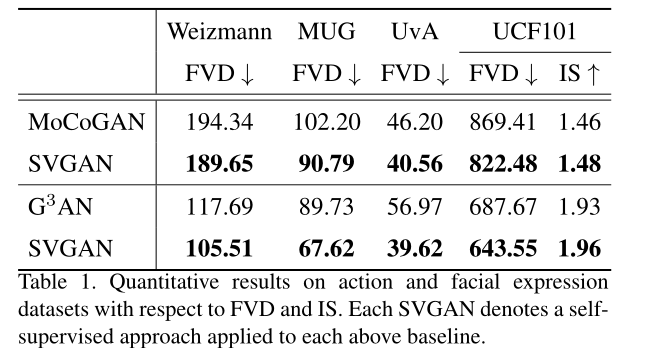 Weizmann MUG UvA UCF101
FVD ↓ FVD ↓ FVD ↓ FVD ↓ IS ↑
MoCoGAN 194.34 102.20 46.20 869.41 1.46
SVGAN 189.65 90.79 40.56 822.48 1.48
G³AN 117.69 89.73 56.97 687.67 1.93
SVGAN 105.51 67.62 39.62 643.55 1.96
Table 1. Quantitative results on action and facial expression
datasets with respect to FVD and IS. Each SVGAN denotes a self-
supervised approach applied to each above baseline.